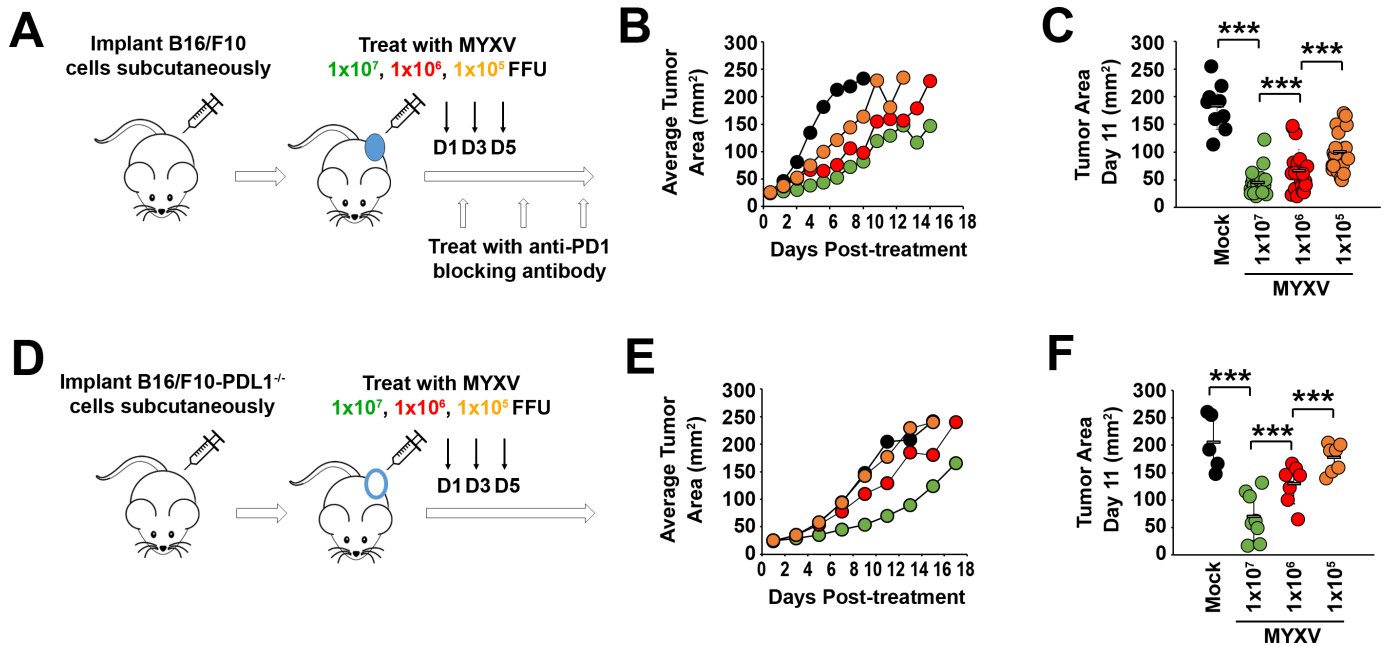 A
Implant B16/F10
cells subcutaneously
Treat with MYXV
1x10⁷, 1x10⁶, 1x10⁵ FFU
D1 D3 D5
Treat with anti-PD1
blocking antibody
B
Average Tumor
Area (mm²)
300
250
200
150
100
50
0
0 2 4 6 8 10 12 14 16 18
Days Post-treatment
C
Tumor Area
Day 11 (mm²)
300
250
200
150
100
50
0
***
***
***
Mock
1x10⁷
1x10⁶
1x10⁵
MYXV
D
Implant B16/F10-PDL1⁻/⁻
cells subcutaneously
Treat with MYXV
1x10⁷, 1x10⁶, 1x10⁵ FFU
D1 D3 D5
E
Average Tumor
Area (mm²)
300
250
200
150
100
50
0
0 2 4 6 8 10 12 14 16 18
Days Post-treatment
F
Tumor Area
Day 11 (mm²)
300
250
200
150
100
50
0
***
***
***
Mock
1x10⁷
1x10⁶
1x10⁵
MYXV